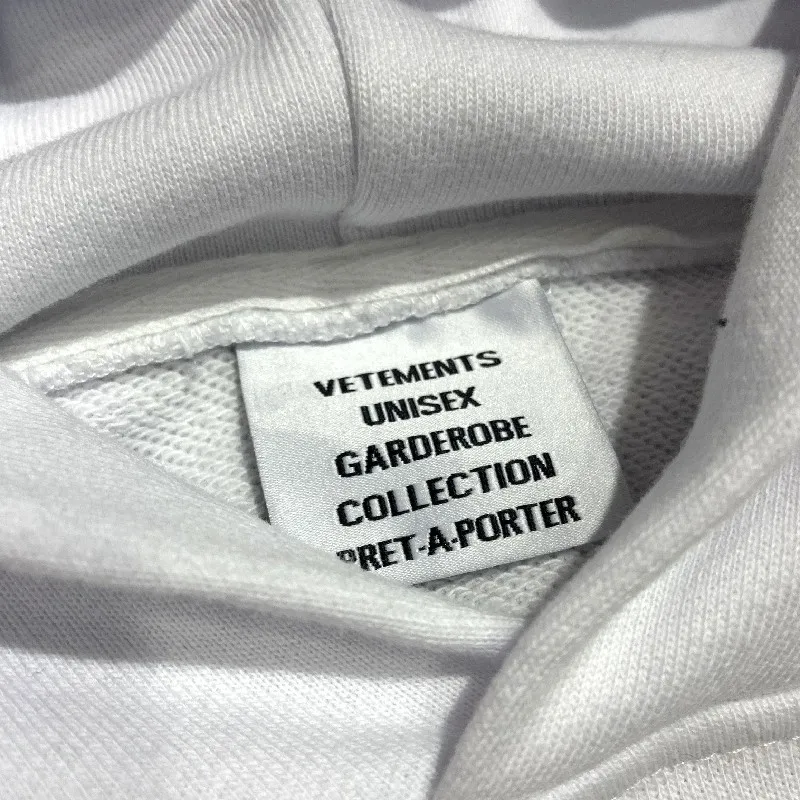 VETEMENTS
UNISEX
GARDEROBE
COLLECTION
PRET-A-PORTER